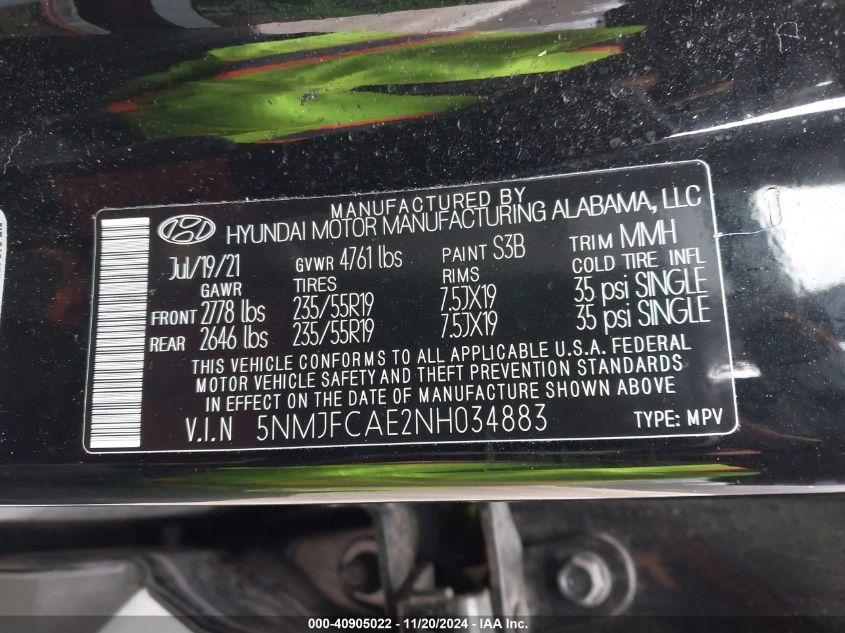 MANUFACTURED BY
HYUNDAI MOTOR MANUFACTURING ALABAMA, LLC
Jul/19/21 GVWR 4761 lbs PAINT S3B TRIM MMH
GAWR TIRES RIMS COLD TIRE INFL
FRONT 2778 lbs 235/55R19 7.5JX19 35 psi SINGLE
REAR 2646 lbs 235/55R19 7.5JX19 35 psi SINGLE
THIS VEHICLE CONFORMS TO ALL APPLICABLE U.S.A. FEDERAL
MOTOR VEHICLE SAFETY AND THEFT PREVENTION STANDARDS
IN EFFECT ON THE DATE OF MANUFACTURE SHOWN ABOVE
V.I.N 5NMJFCAE2NH034883 TYPE: MPV
000-40905022 - 11/20/2024 - IAA Inc.